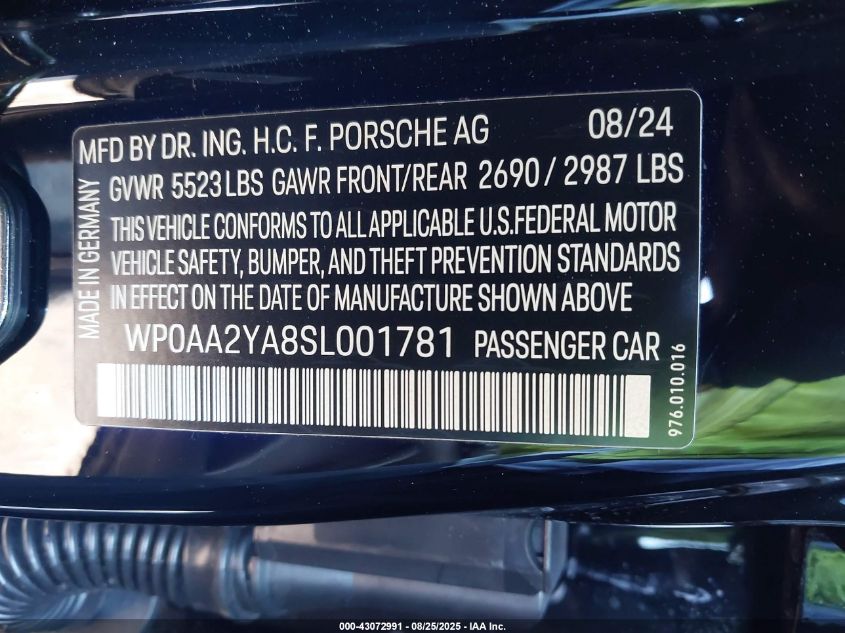 MFD BY DR. ING. H.C. F. PORSCHE AG 08/24
GVWR 5523 LBS GAWR FRONT/REAR 2690 / 2987 LBS
THIS VEHICLE CONFORMS TO ALL APPLICABLE U.S.FEDERAL MOTOR
VEHICLE SAFETY, BUMPER, AND THEFT PREVENTION STANDARDS
IN EFFECT ON THE DATE OF MANUFACTURE SHOWN ABOVE
WP0AA2YA8SL001781 PASSENGER CAR
MADE IN GERMANY
976.010.016
000-43072991 - 08/25/2025 - IAA Inc.